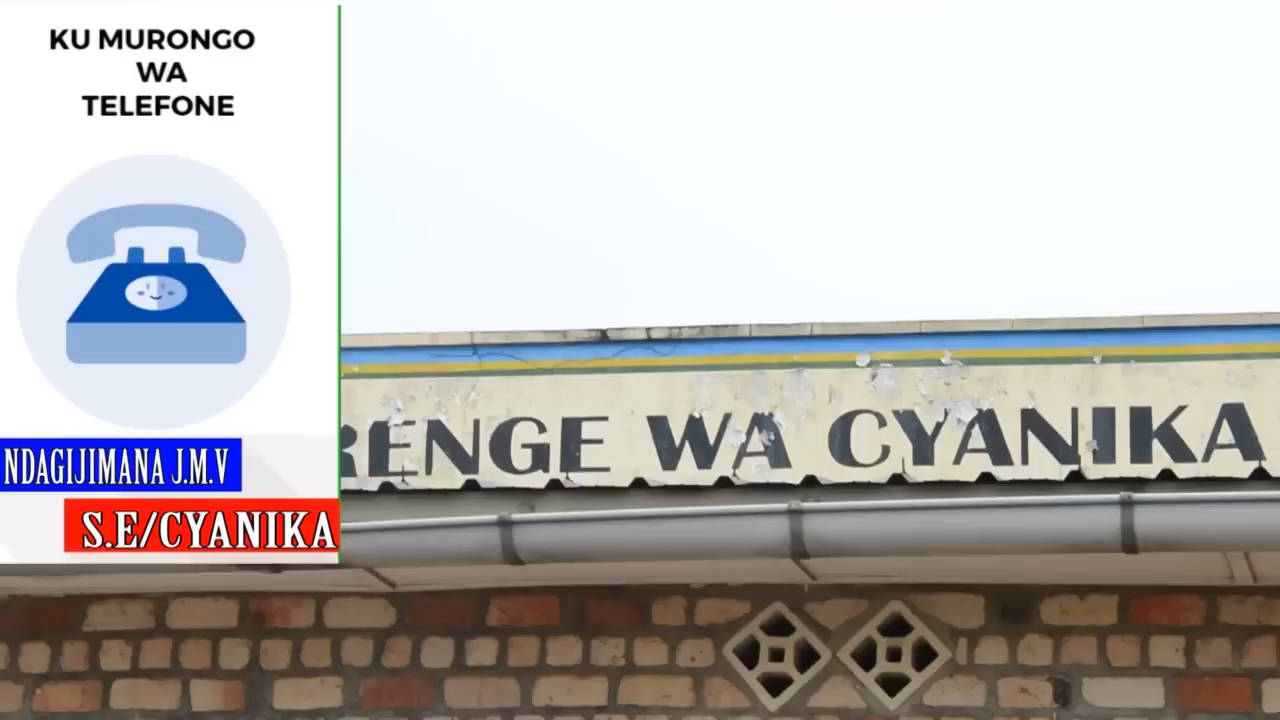 KU MURONGO
WA
TELEFONE
NDAGIJIMANA J.M.V
S.E/CYANIKA
RENGE WA CYANIKA